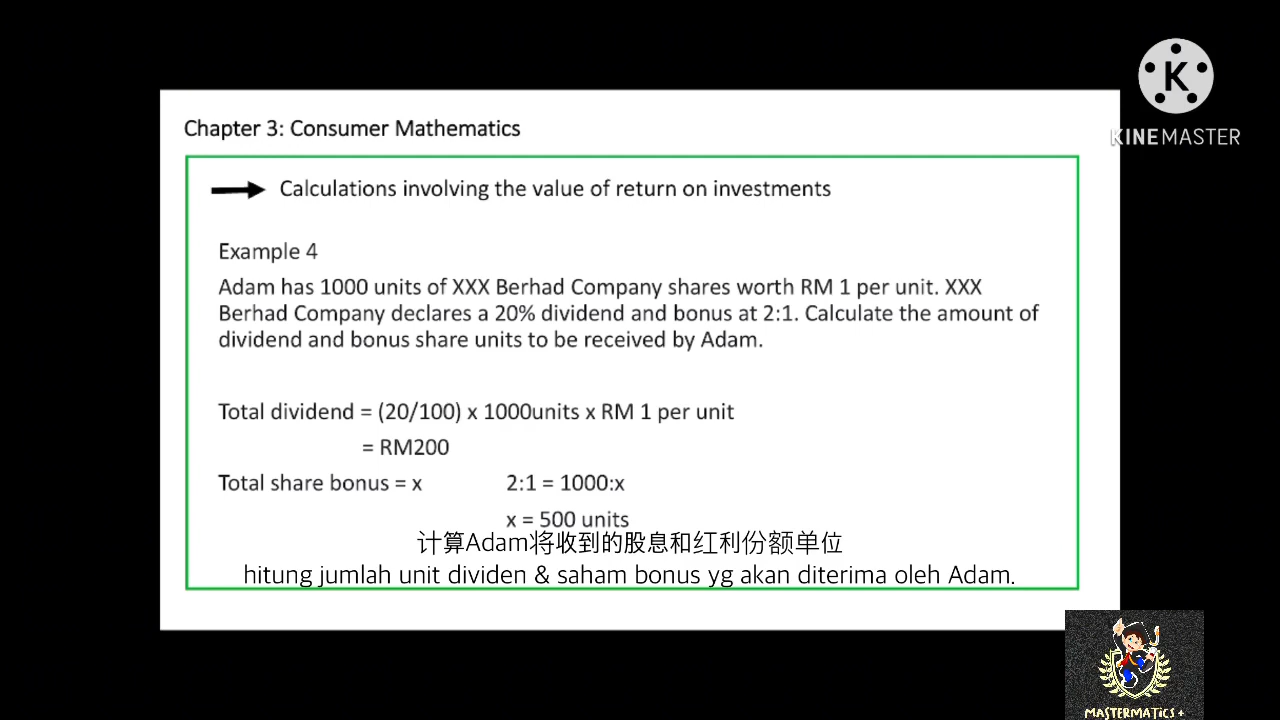 K
KINEMASTER
Chapter 3: Consumer Mathematics
Calculations involving the value of return on investments
Example 4
Adam has 1000 units of XXX Berhad Company shares worth RM 1 per unit. XXX
Berhad Company declares a 20% dividend and bonus at 2:1. Calculate the amount of
dividend and bonus share units to be received by Adam.
Total dividend = (20/100) x 1000units x RM 1 per unit
= RM200
Total share bonus = x 2:1 = 1000:x
x = 500 units
计算Adam将收到的股息和红利份额单位
hitung jumlah unit dividen & saham bonus yg akan diterima oleh Adam.
MASTERMATICS +